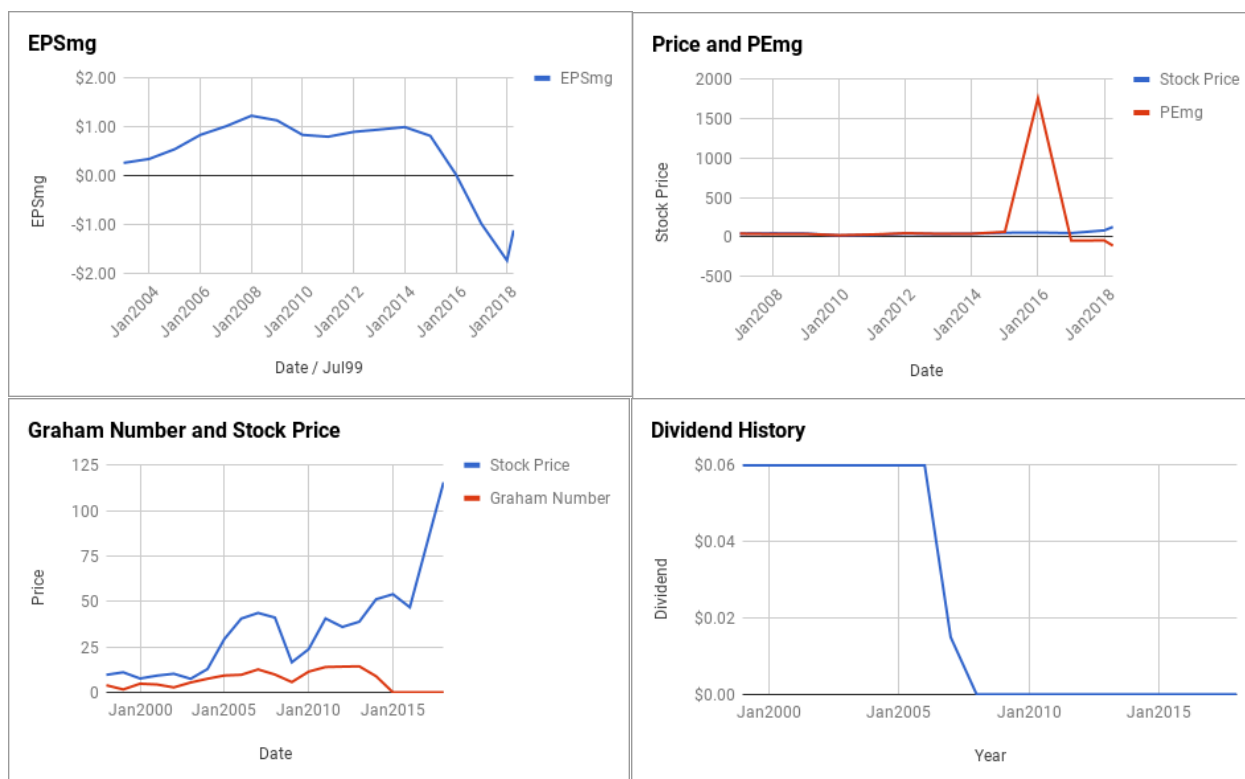 EPSmg
$2.00
$1.00
$0.00
-$1.00
-$2.00
EPSmg
EPSmg
Jan2004
Jan2006
Jan2008
Jan2010
Jan2012
Jan2014
Jan2016
Jan2018
Date / Jul99
Price and PEmg
2000
1500
1000
500
0
-500
Stock Price
Stock Price
PEmg
Jan2008
Jan2010
Jan2012
Jan2014
Jan2016
Jan2018
Date
Graham Number and Stock Price
125
100
75
50
25
0
Price
Stock Price
Graham Number
Jan2000
Jan2005
Jan2010
Jan2015
Date
Dividend History
$0.06
$0.04
$0.02
$0.00
Dividend
Jan2000
Jan2005
Jan2010
Jan2015
Year